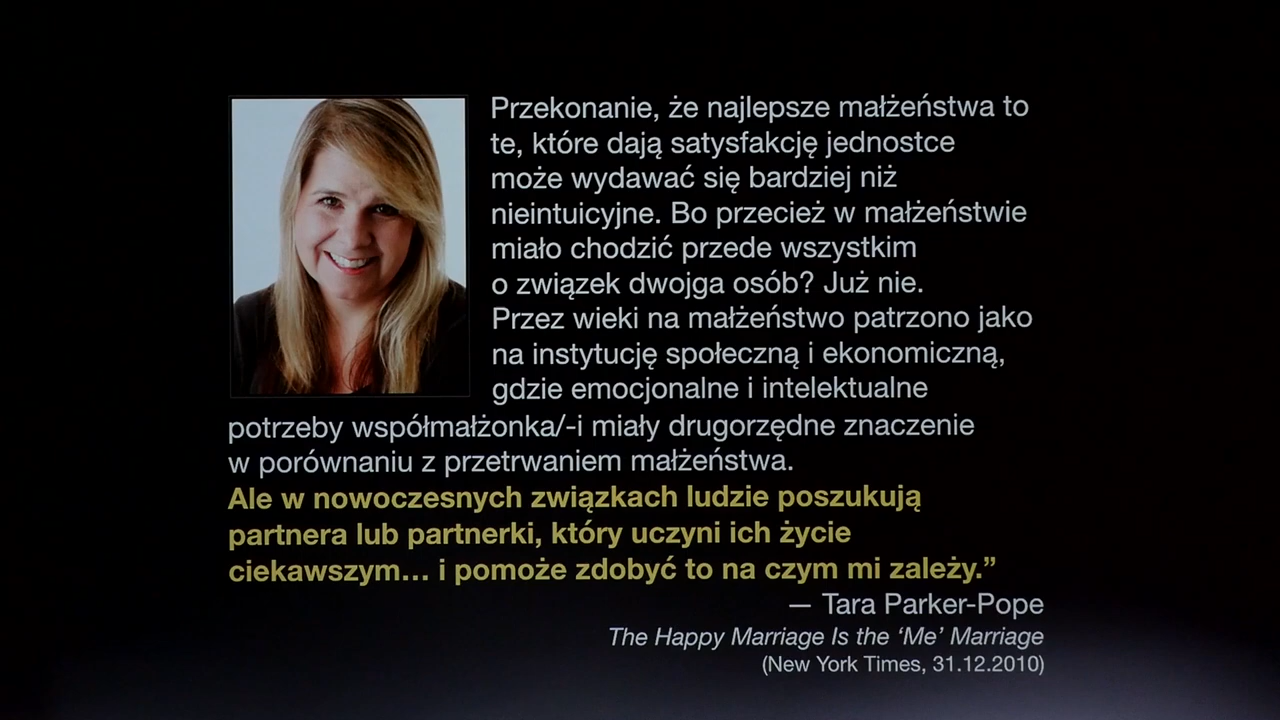 Przekonanie, że najlepsze małżeństwa to
te, które dają satysfakcję jednostce
może wydawać się bardziej niż
nieintuicyjne. Bo przecież w małżeństwie
miało chodzić przede wszystkim
o związek dwojga osób? Już nie.
Przez wieki na małżeństwo patrzono jako
na instytucję społeczną i ekonomiczną,
gdzie emocjonalne i intelektualne
potrzeby współmałżonka/-i miały drugorzędne znaczenie
w porównaniu z przetrwaniem małżeństwa.
Ale w nowoczesnych związkach ludzie poszukują
partnera lub partnerki, który uczyni ich życie
ciekawszym... i pomoże zdobyć to na czym mi zależy.”
— Tara Parker-Pope
The Happy Marriage Is the ‘Me’ Marriage
(New York Times, 31.12.2010)